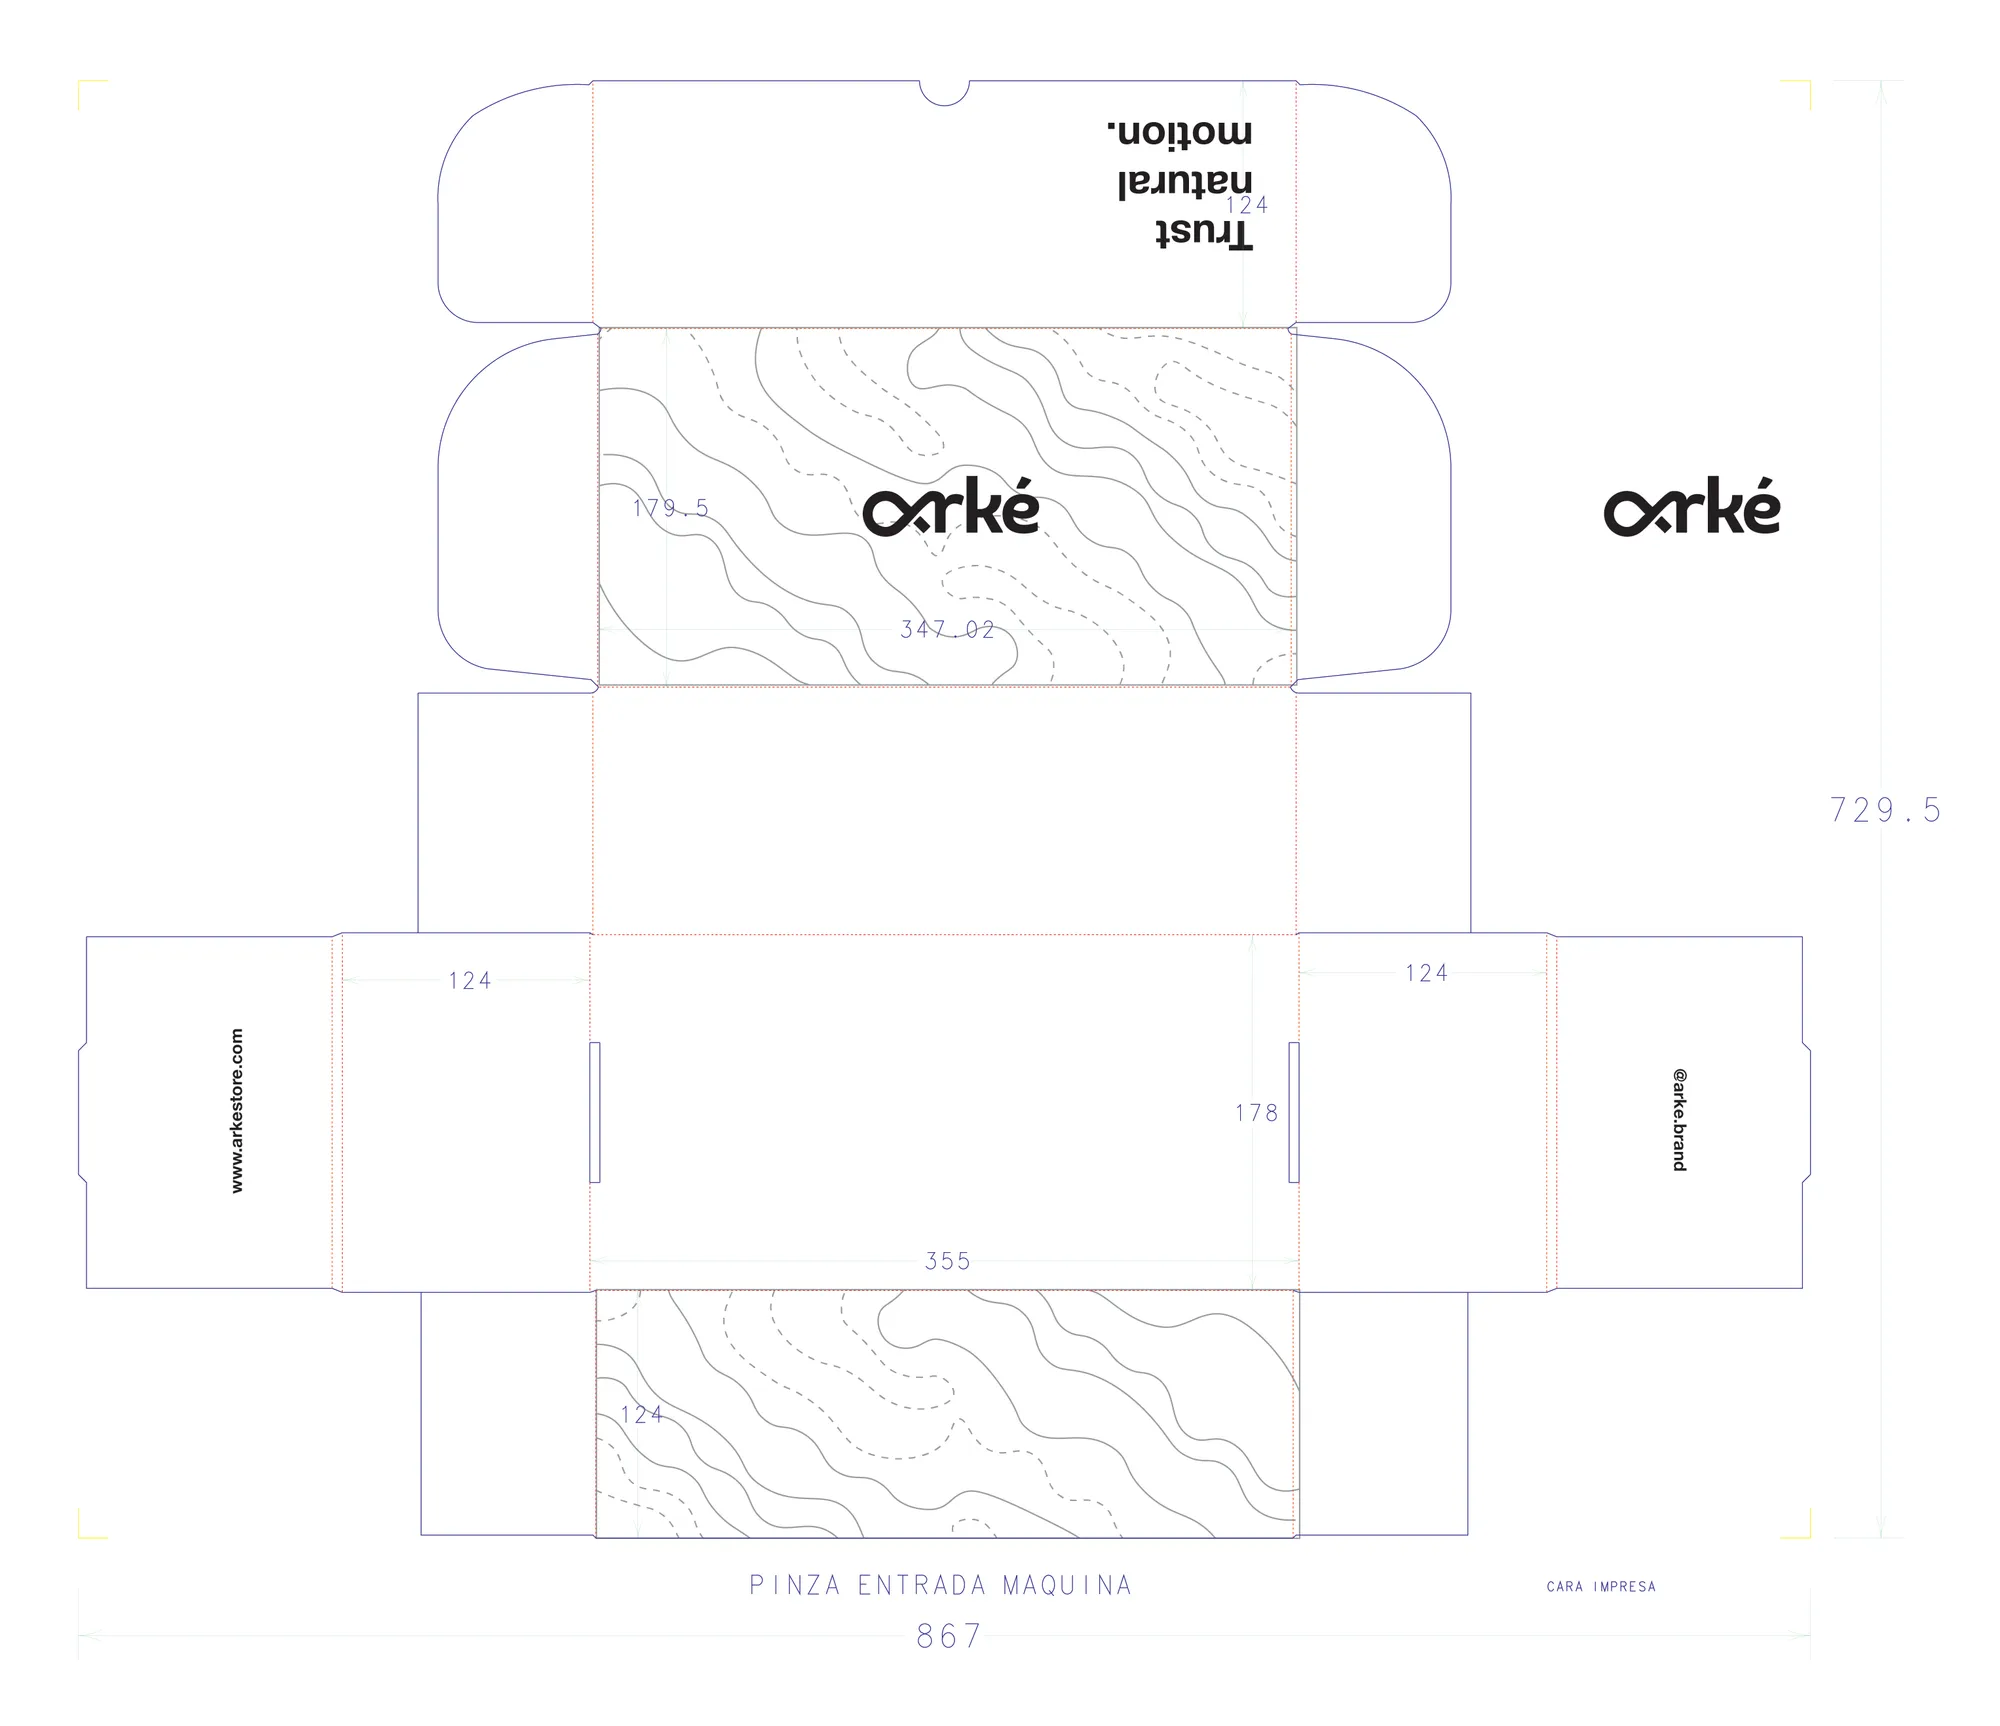 Trust
natural
motion.
124
179.5
arké
arké
347.02
729.5
124
124
www.arkestore.com
178
@arke.brand
355
124
PINZA ENTRADA MAQUINA
CARA IMPRESA
867